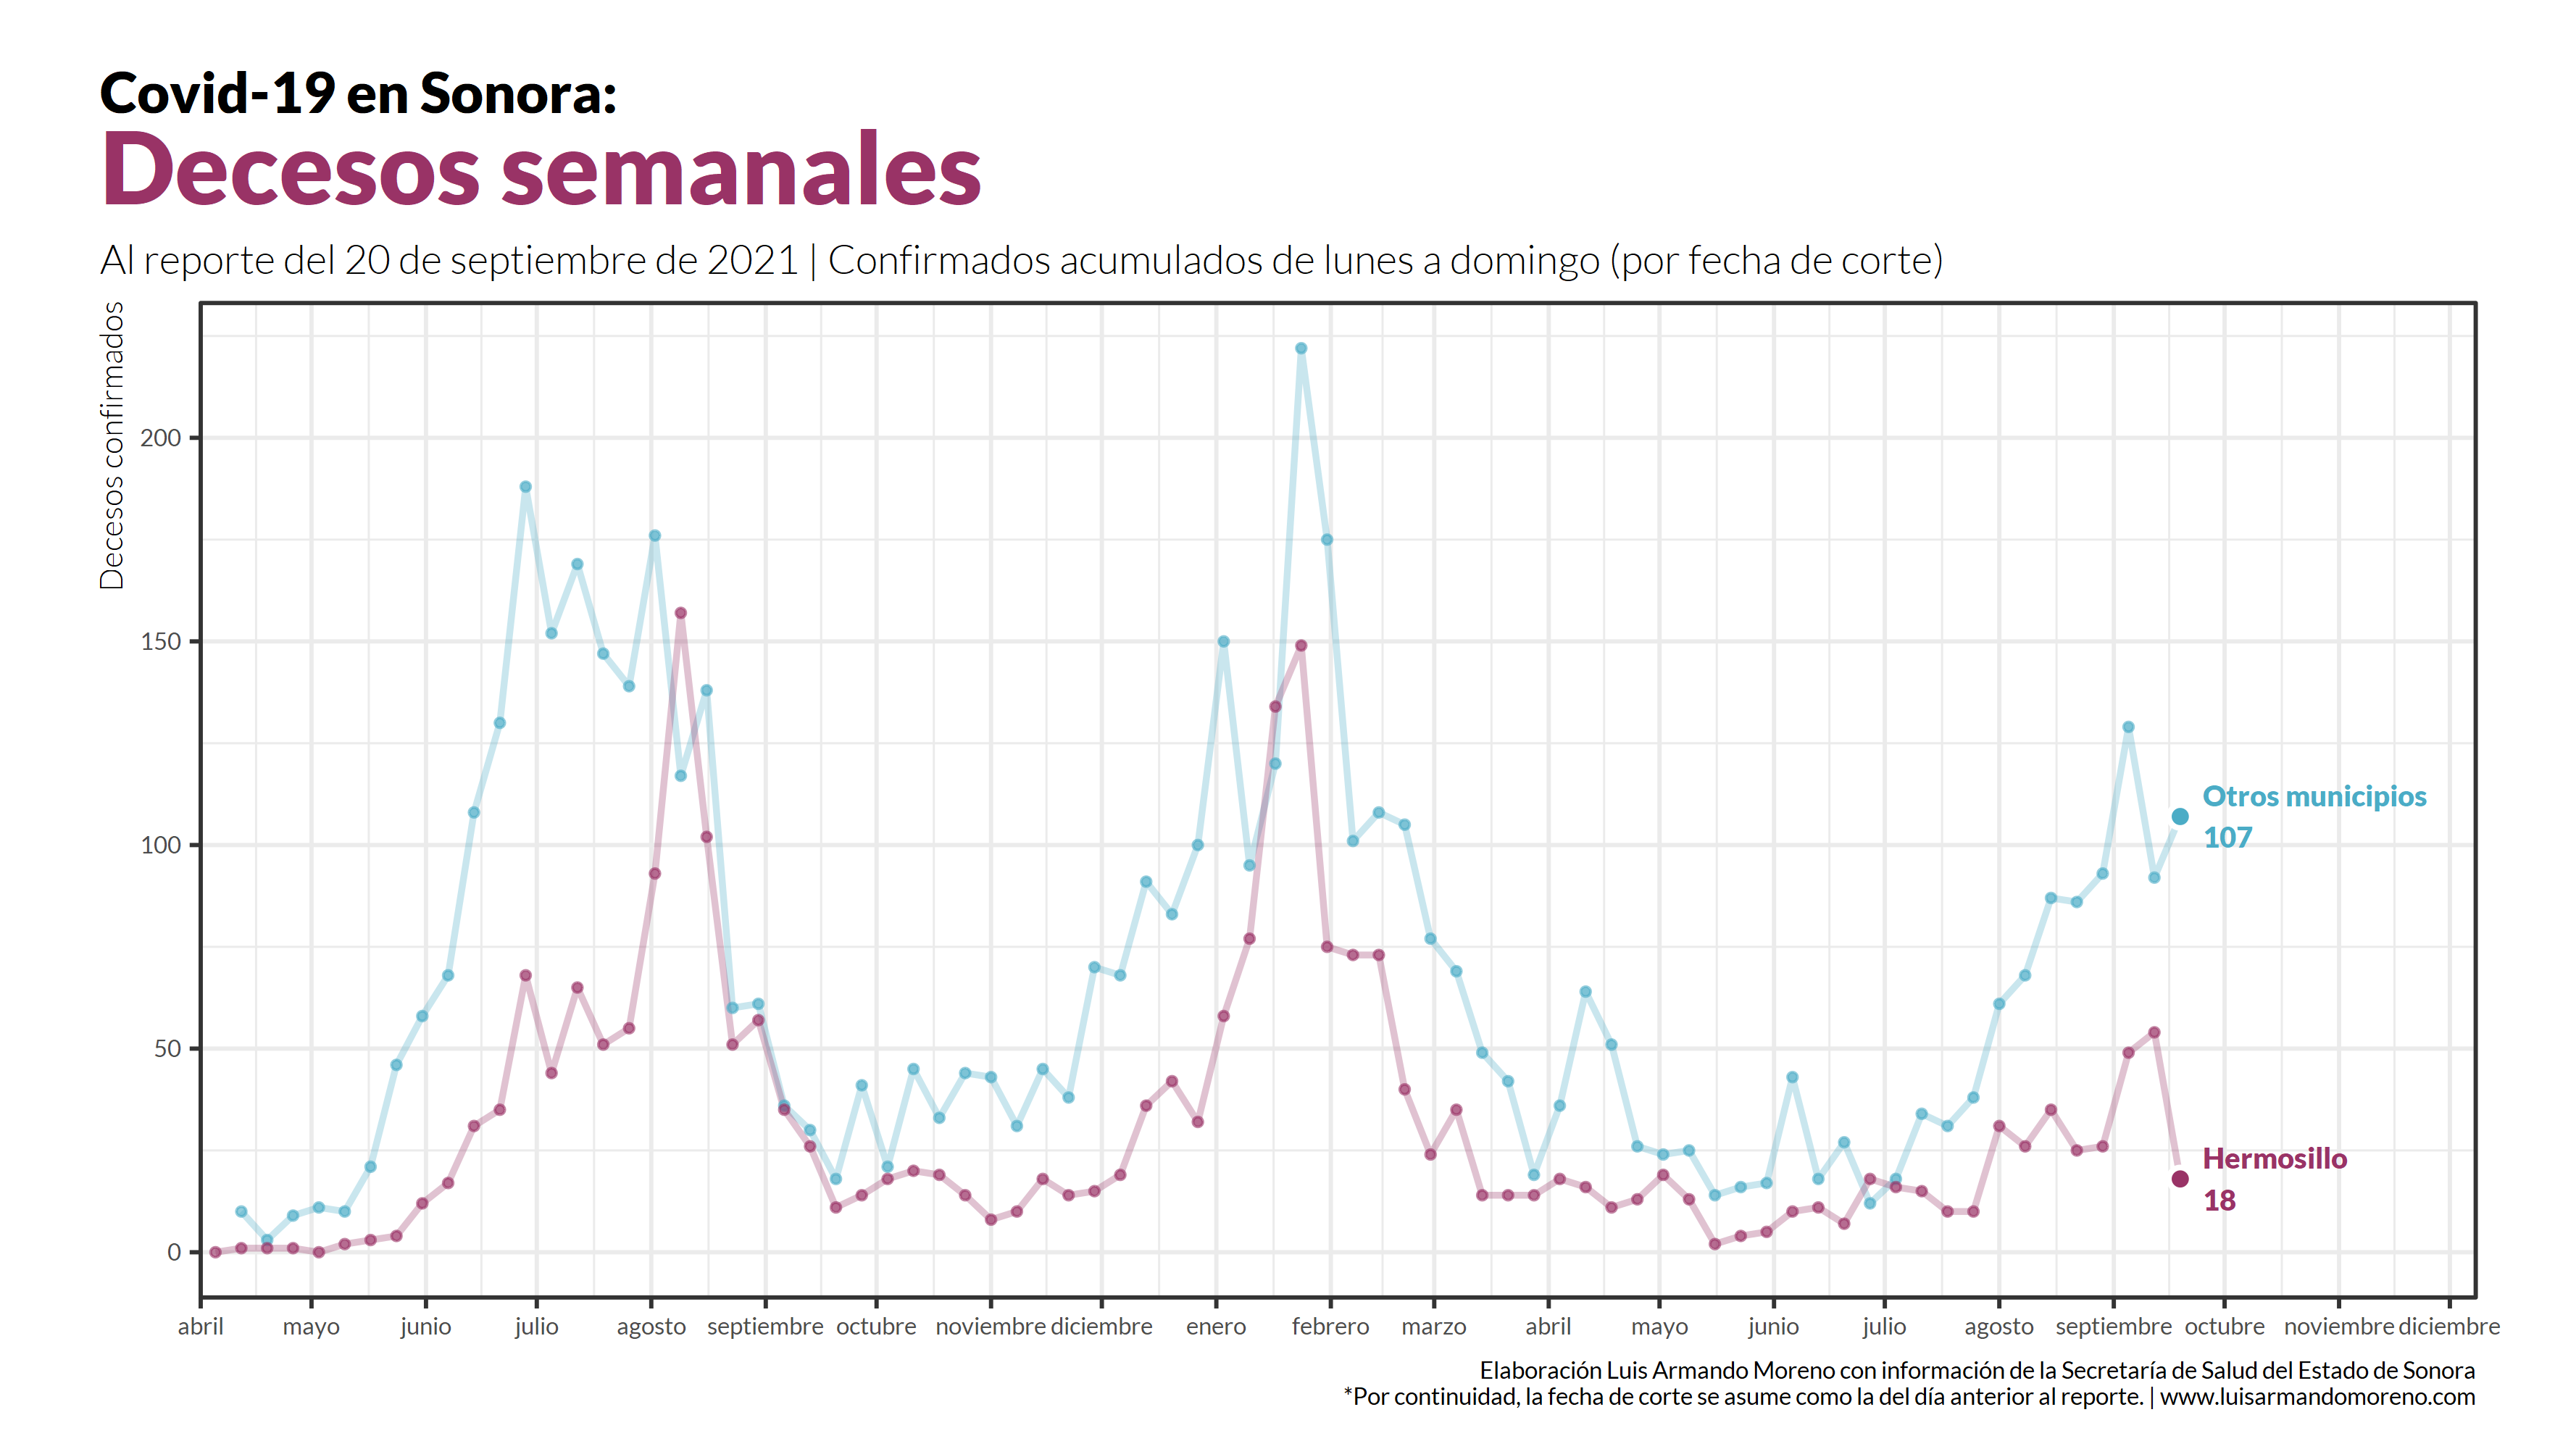 Covid-19 en Sonora:
Decesos semanales
Al reporte del 20 de septiembre de 2021 | Confirmados acumulados de lunes a domingo (por fecha de corte)
Decesos confirmados
200
150
100
50
0
Otros municipios
107
Hermosillo
18
abril mayo junio julio agosto septiembre octubre noviembre diciembre enero febrero marzo abril mayo junio julio agosto septiembre octubre noviembre diciembre
Elaboración Luis Armando Moreno con información de la Secretaría de Salud del Estado de Sonora
*Por continuidad, la fecha de corte se asume como la del día anterior al reporte. | www.luisarmandomoreno.com